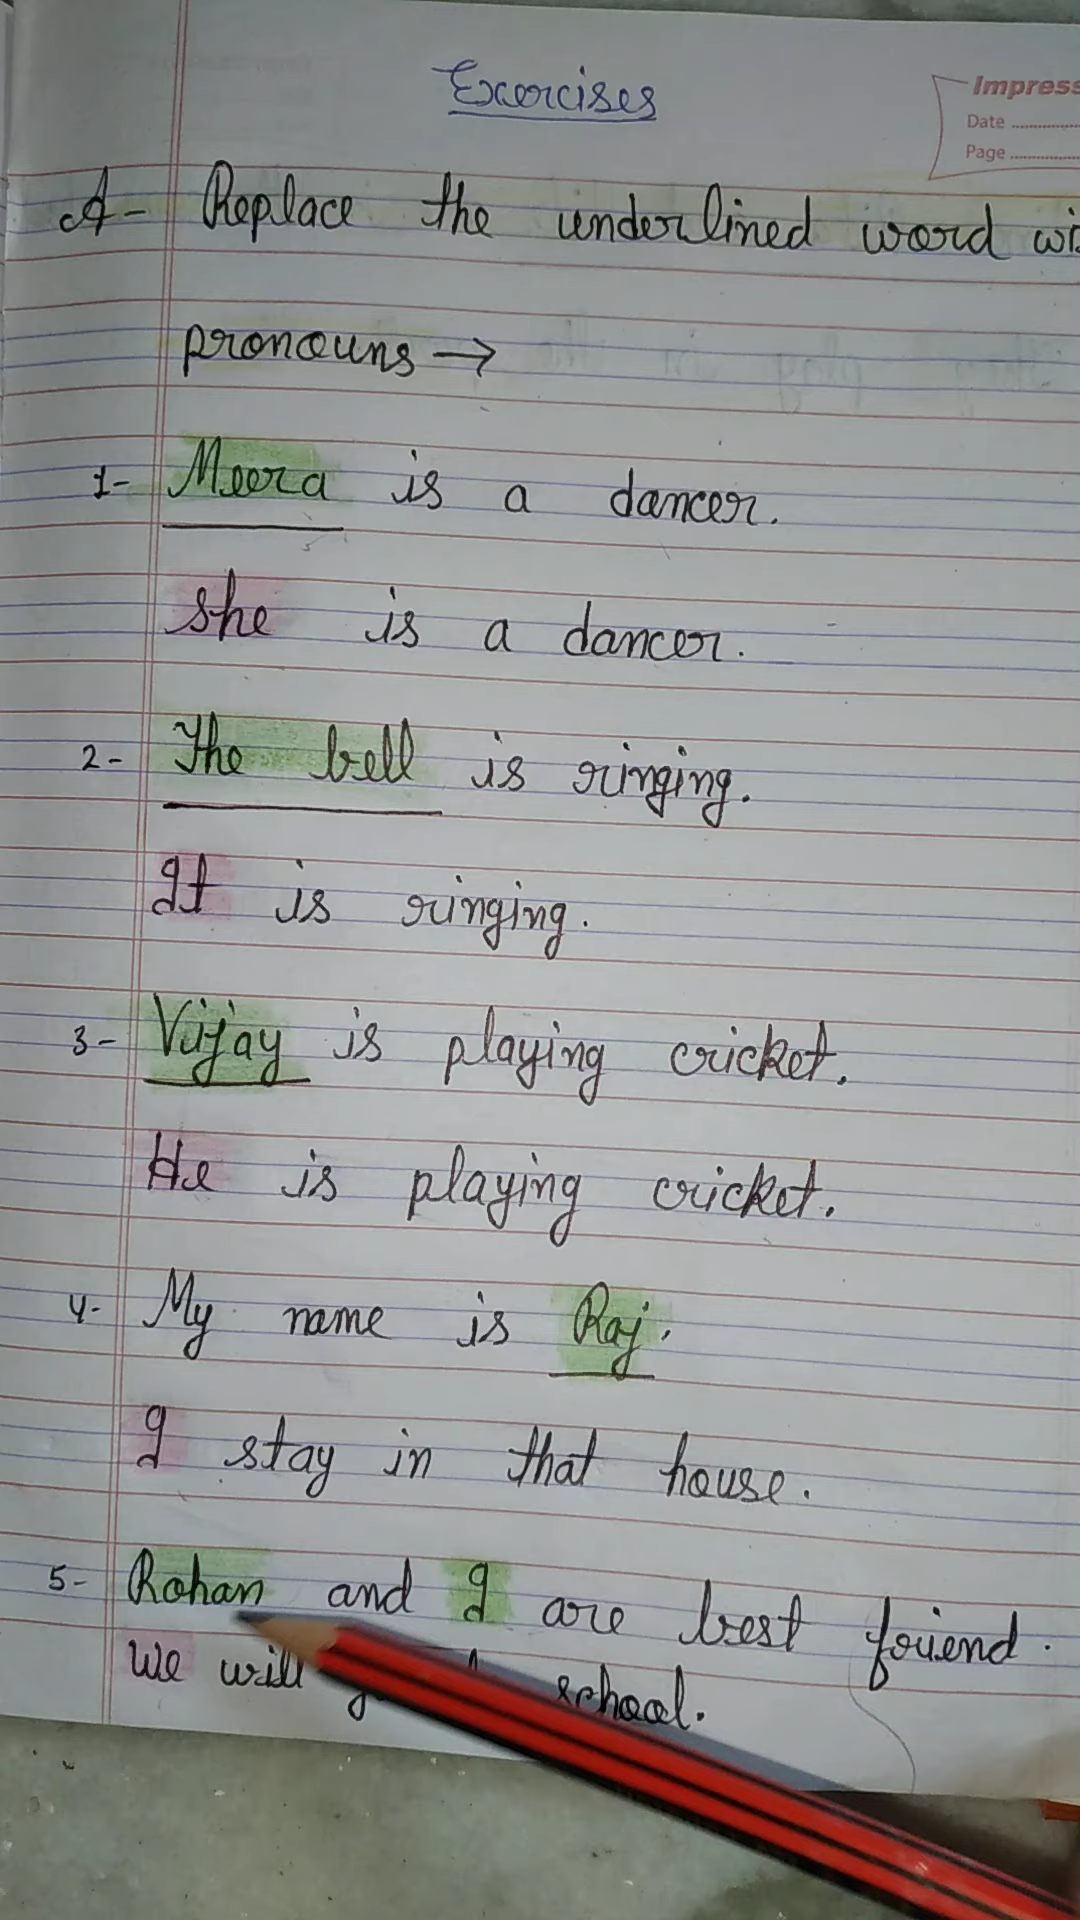 Exercises
Impress
Date
Page
A- Replace the underlined word
pronouns →
1- Meera is a dancer.
she is a dancer.
2- The bell is ringing.
It is ringing.
3- Vijay is playing cricket.
He is playing cricket.
4- My name is Raj.
I stay in that house.
5- Rohan and I are best friend.
We will school.